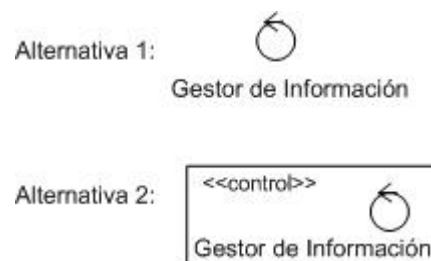 Alternativa 1:
Gestor de Información
Alternativa 2:
<<control>>
Gestor de Información